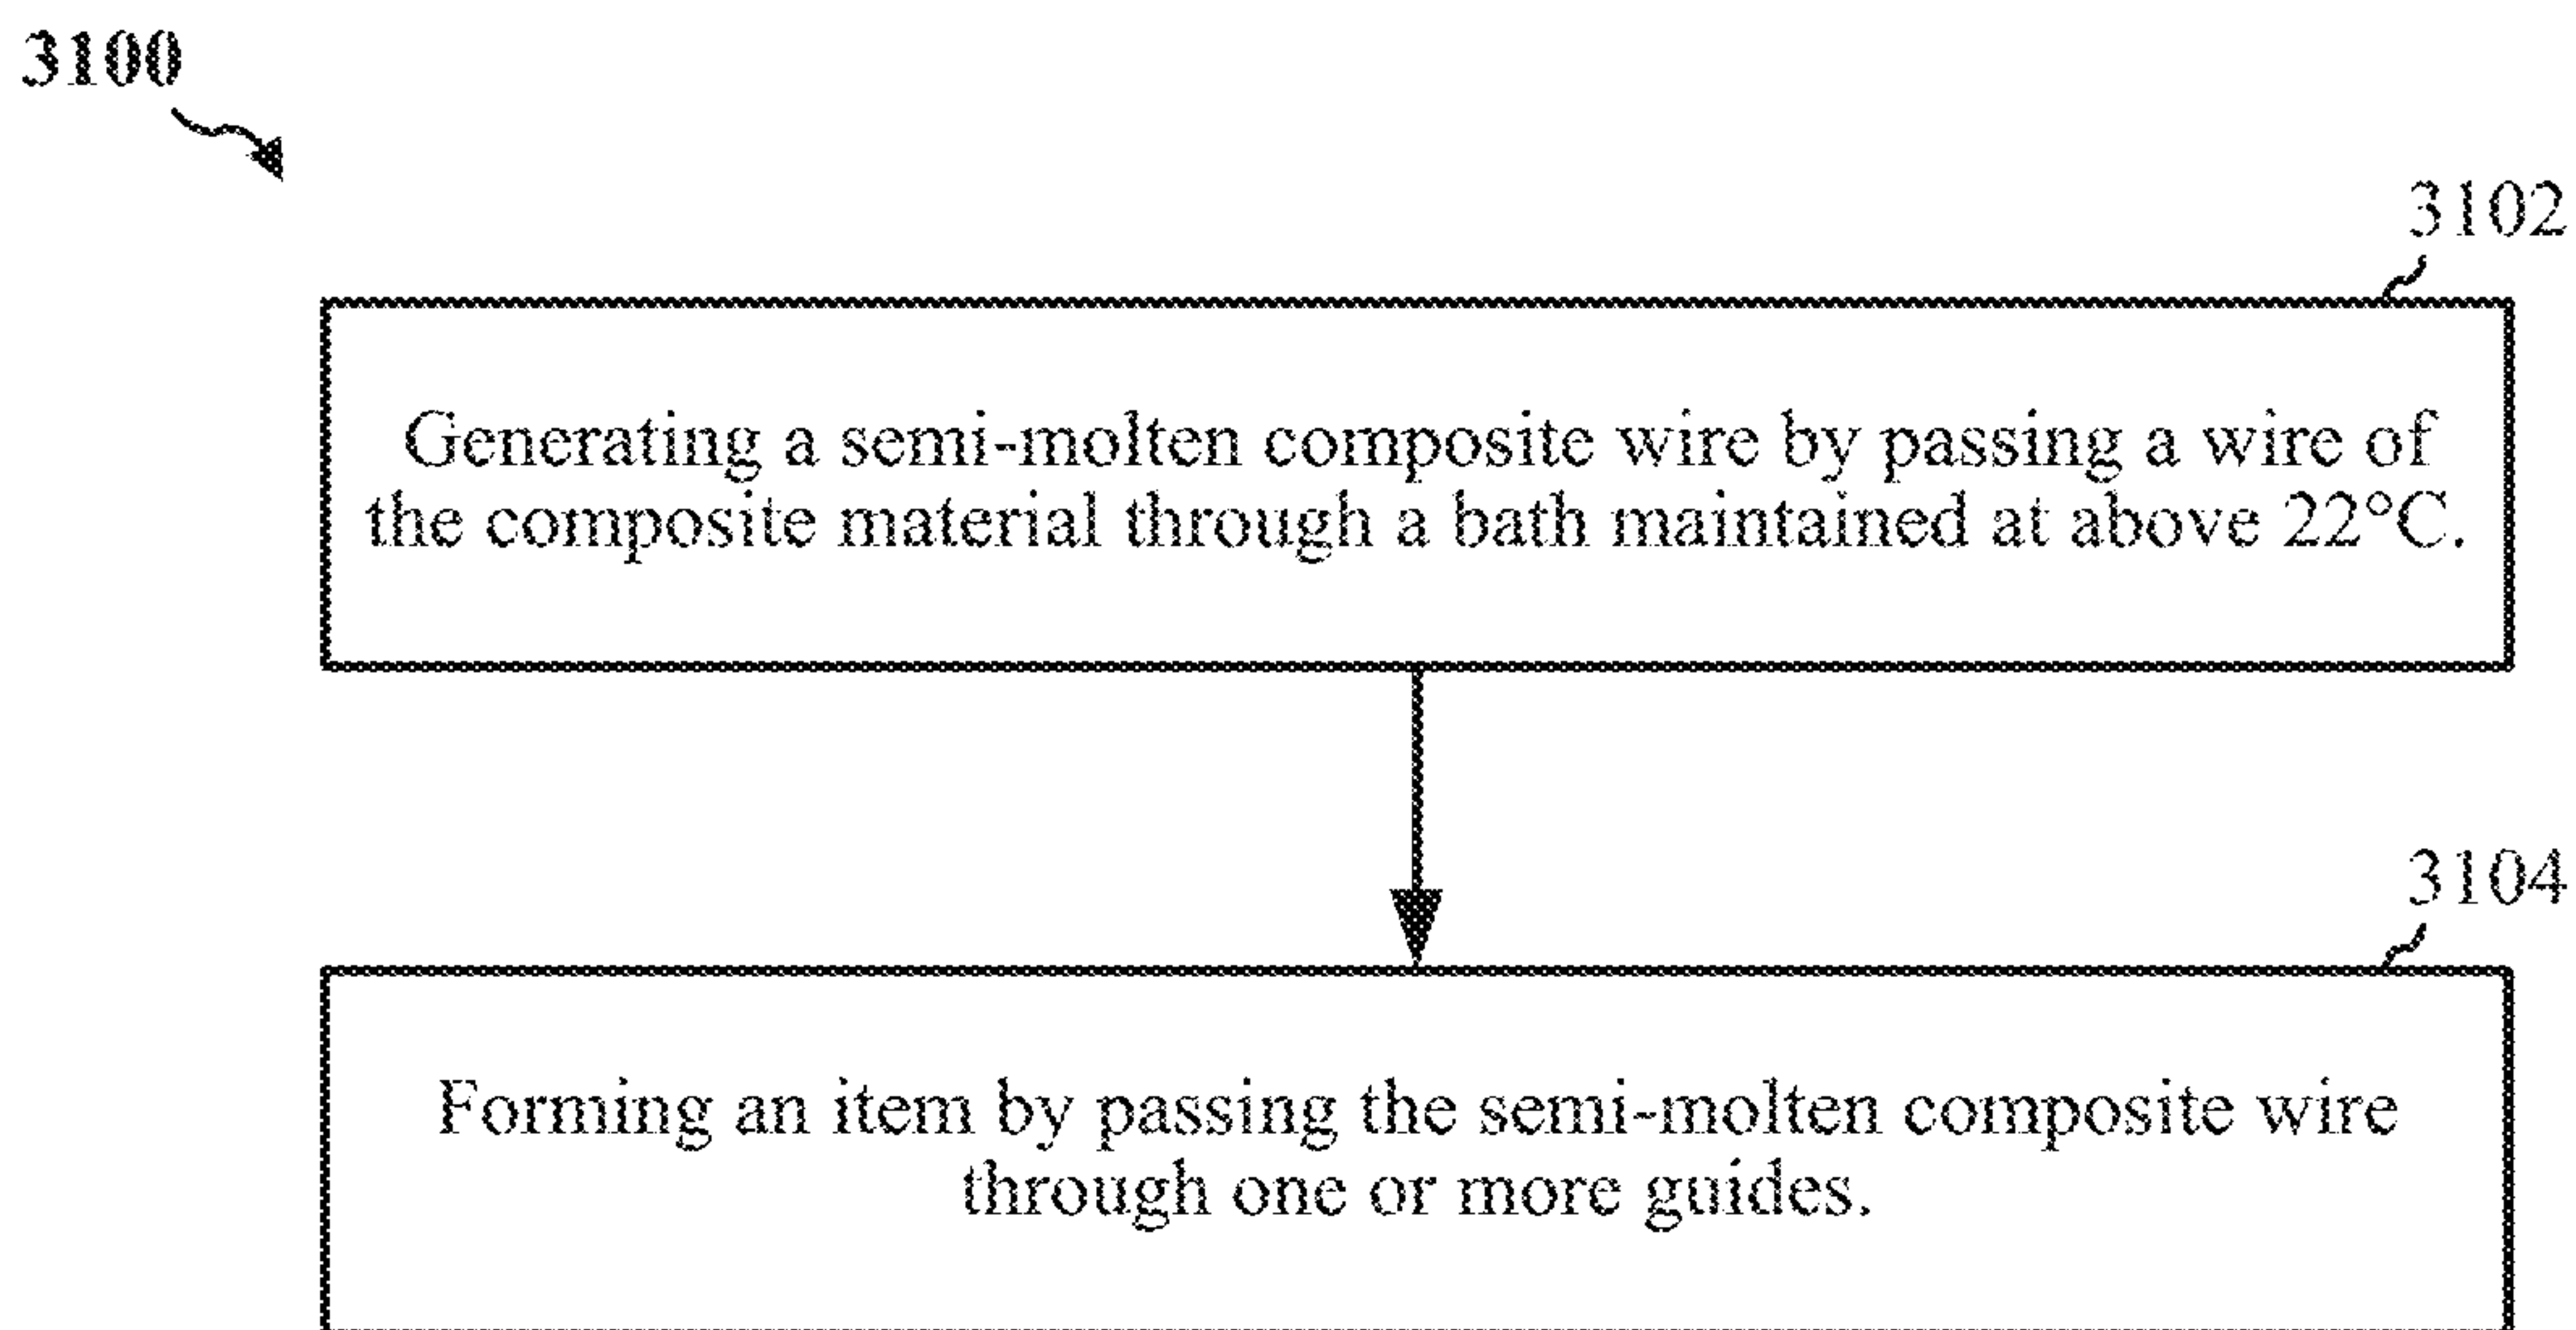 3100
3102
Generating a semi-molten composite wire by passing a wire of
the composite material through a bath maintained at above 22°C.
3104
Forming an item by passing the semi-molten composite wire
through one or more guides.